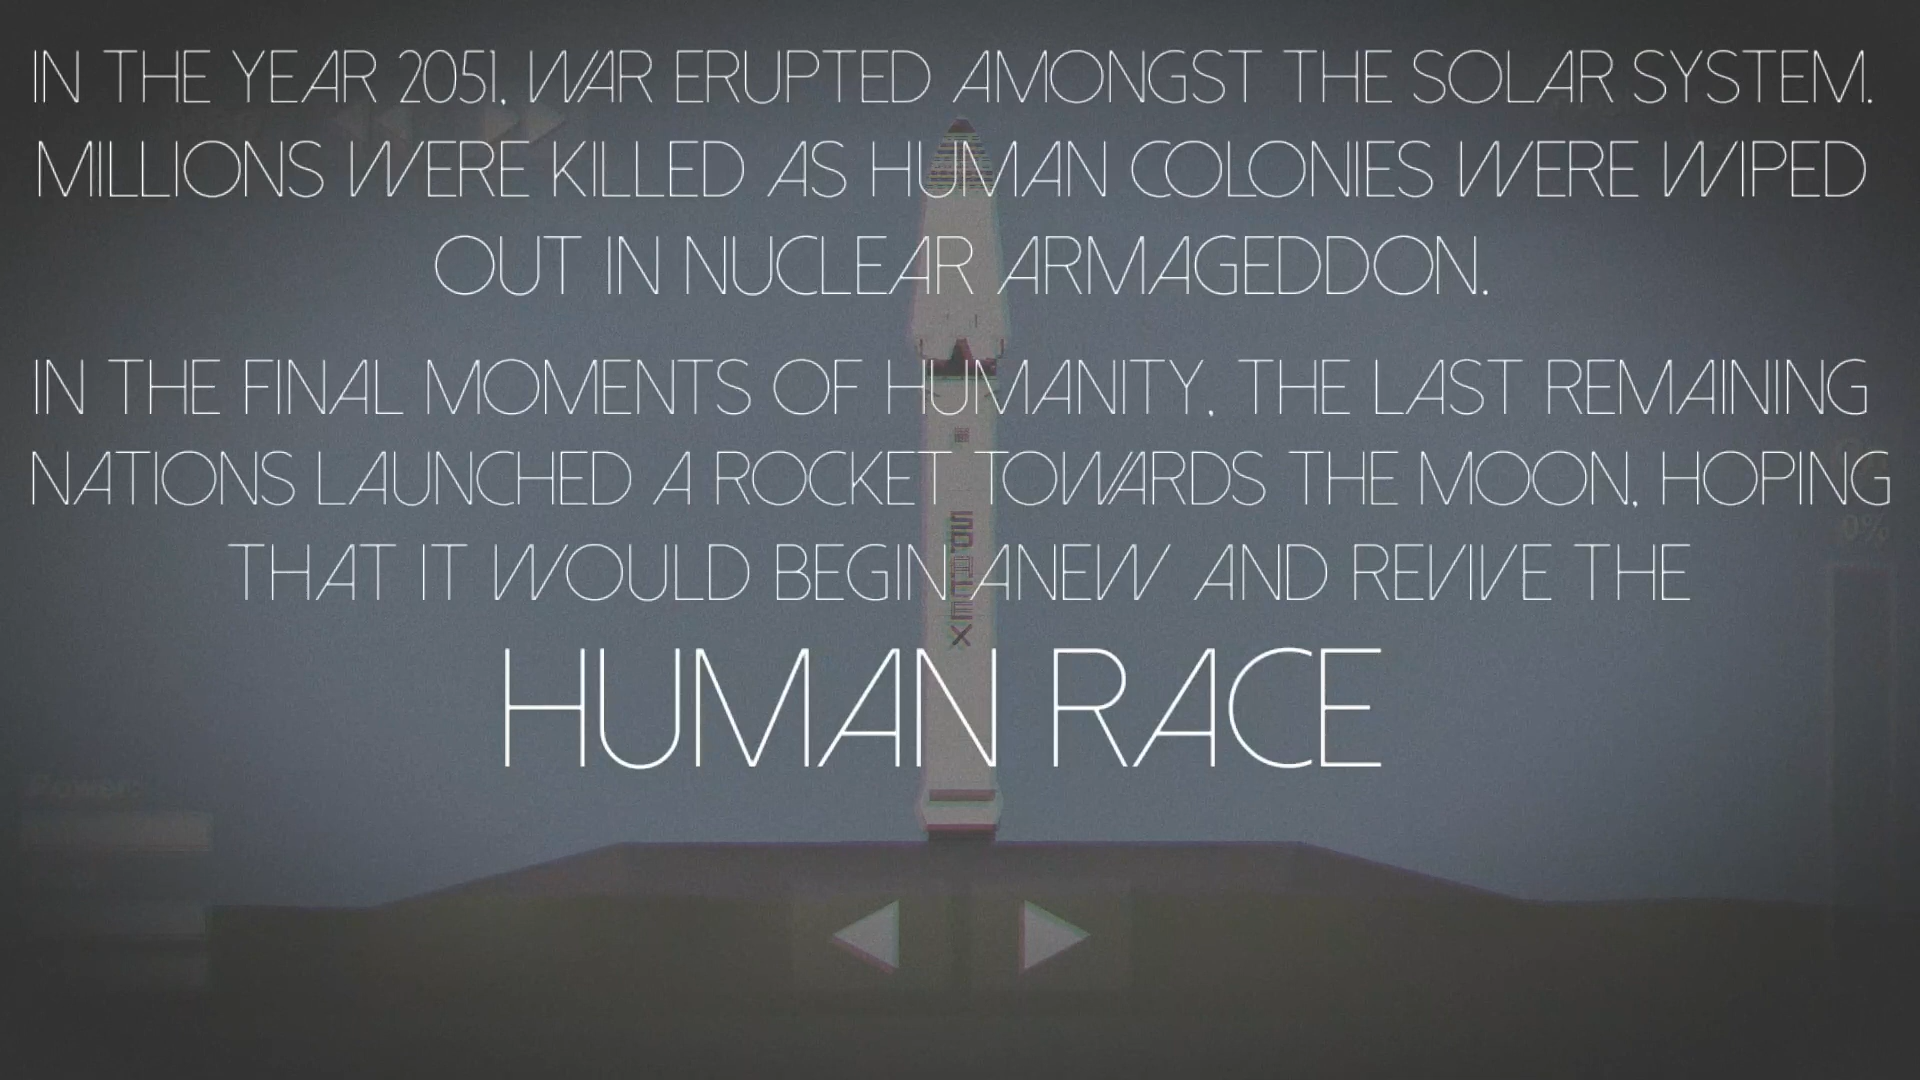 IN THE YEAR 2051, WAR ERUPTED AMONGST THE SOLAR SYSTEM.
MILLIONS WERE KILLED AS HUMAN COLONIES WERE WIPED
OUT IN NUCLEAR ARMAGEDDON.
IN THE FINAL MOMENTS OF HUMANITY, THE LAST REMAINING
NATIONS LAUNCHED A ROCKET TOWARDS THE MOON, HOPING
THAT IT WOULD BEGIN ANEW AND REVIVE THE
HUMAN RACE
Power:
0%